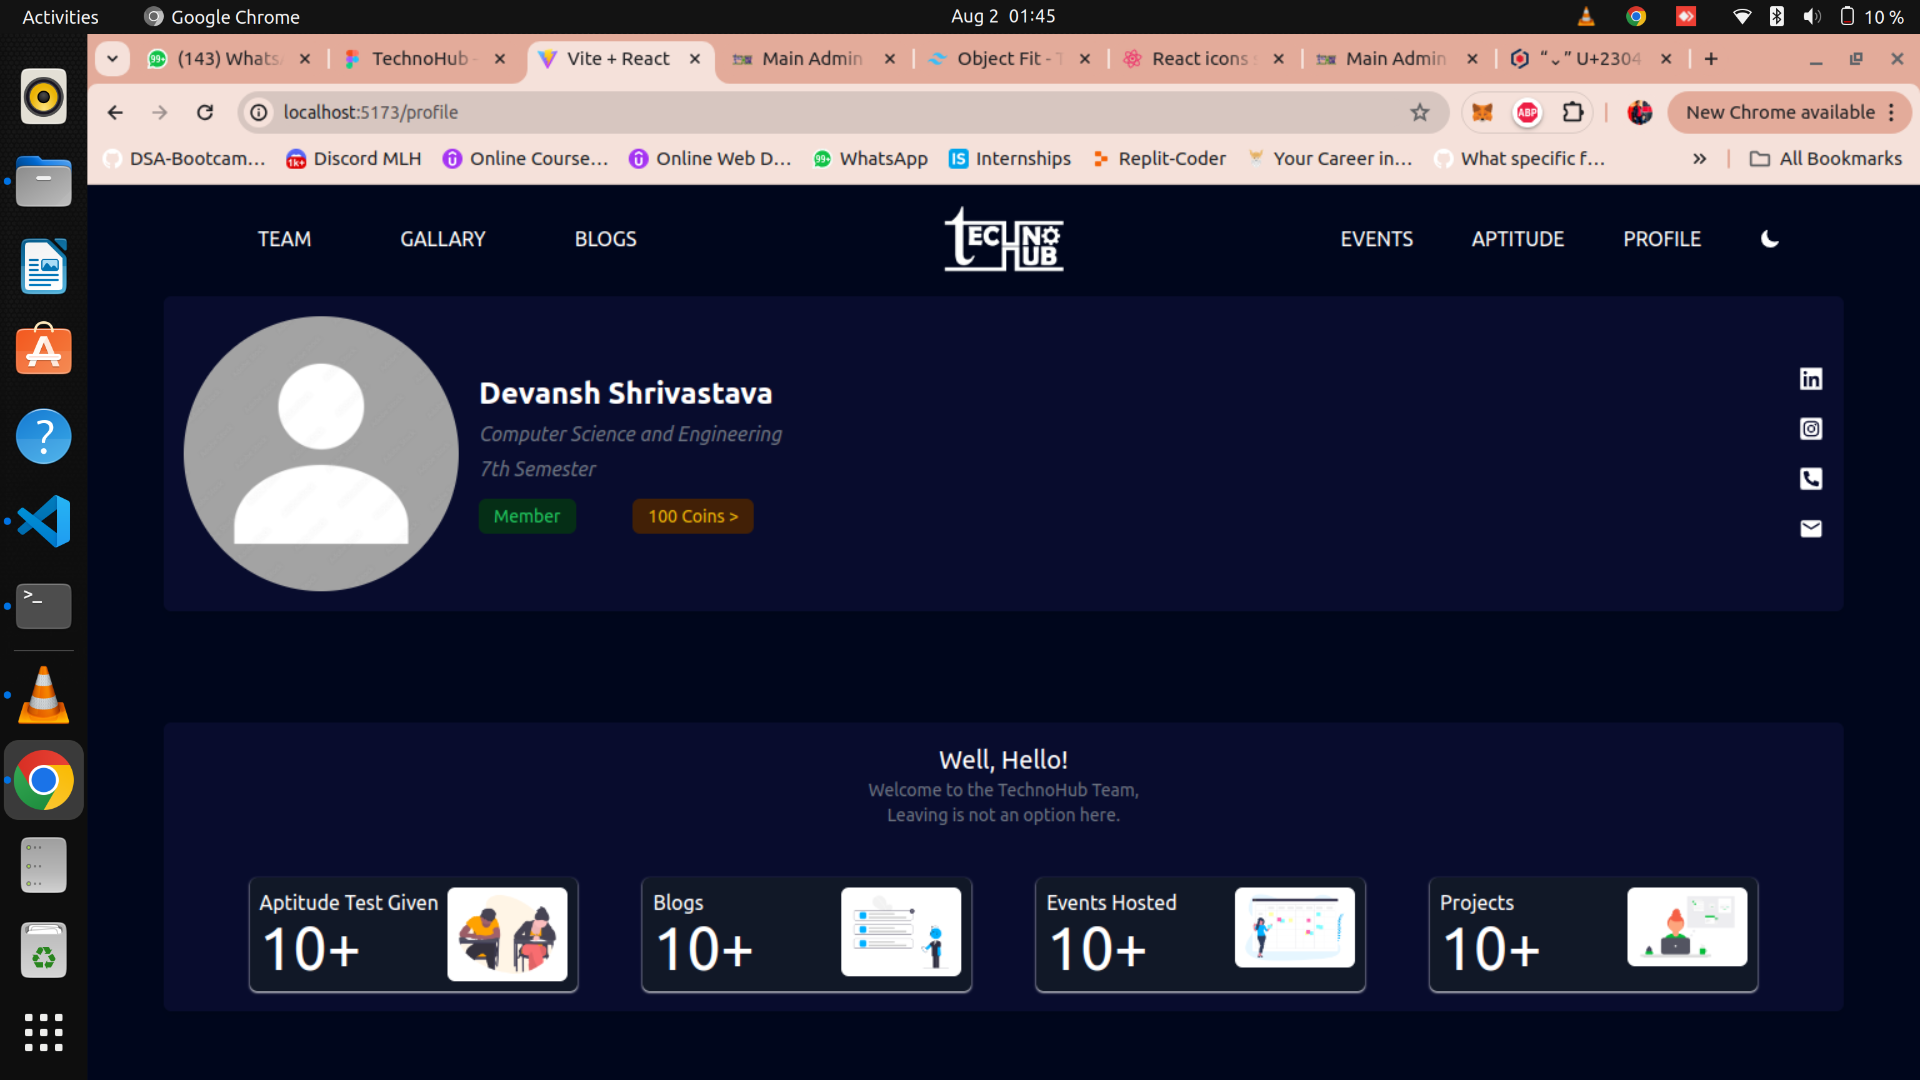 Activities Google Chrome Aug 2 01:45 10 %
(143) Whats TechnoHub - Vite + React Main Admin Object Fit - T React icons Main Admin “⌄” U+2304
localhost:5173/profile ABP New Chrome available
DSA-Bootcam... Discord MLH Online Course... Online Web D... WhatsApp Internships Replit-Coder Your Career in... What specific f... » All Bookmarks
TEAM GALLARY BLOGS TECHNO HUB EVENTS APTITUDE PROFILE
Devansh Shrivastava
Computer Science and Engineering
7th Semester
Member 100 Coins >
Well, Hello!
Welcome to the TechnoHub Team,
Leaving is not an option here.
Aptitude Test Given
10+
Blogs
10+
Events Hosted
10+
Projects
10+